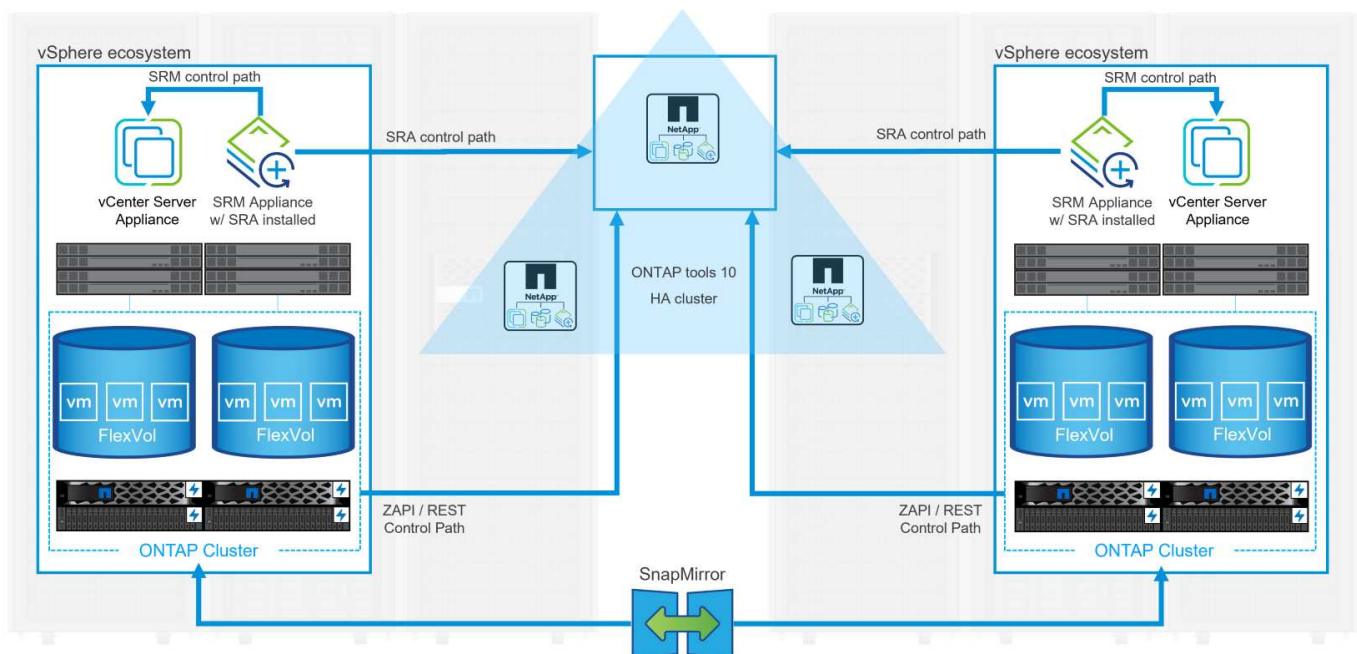 vSphere ecosystem
SRM control path
vCenter Server
Appliance
SRM Appliance
w/ SRA installed
SRA control path
vm vm vm
FlexVol
vm vm vm
FlexVol
ONTAP Cluster
ZAPI / REST
Control Path
NetApp
NetApp
ONTAP tools 10
HA cluster
NetApp
SnapMirror
vSphere ecosystem
SRM control path
SRA control path
SRM Appliance
w/ SRA installed
vCenter Server
Appliance
vm vm vm
FlexVol
vm vm vm
FlexVol
ZAPI / REST
Control Path
ONTAP Cluster